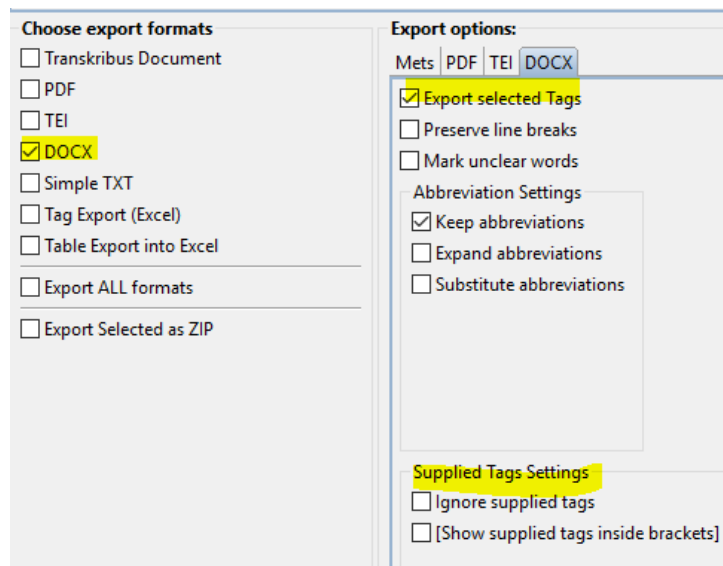 Choose export formats
Transkribus Document
PDF
TEI
DOCX
Simple TXT
Tag Export (Excel)
Table Export into Excel
Export ALL formats
Export Selected as ZIP
Export options:
Mets PDF TEI DOCX
Export selected Tags
Preserve line breaks
Mark unclear words
Abbreviation Settings
Keep abbreviations
Expand abbreviations
Substitute abbreviations
Supplied Tags Settings
Ignore supplied tags
[Show supplied tags inside brackets]